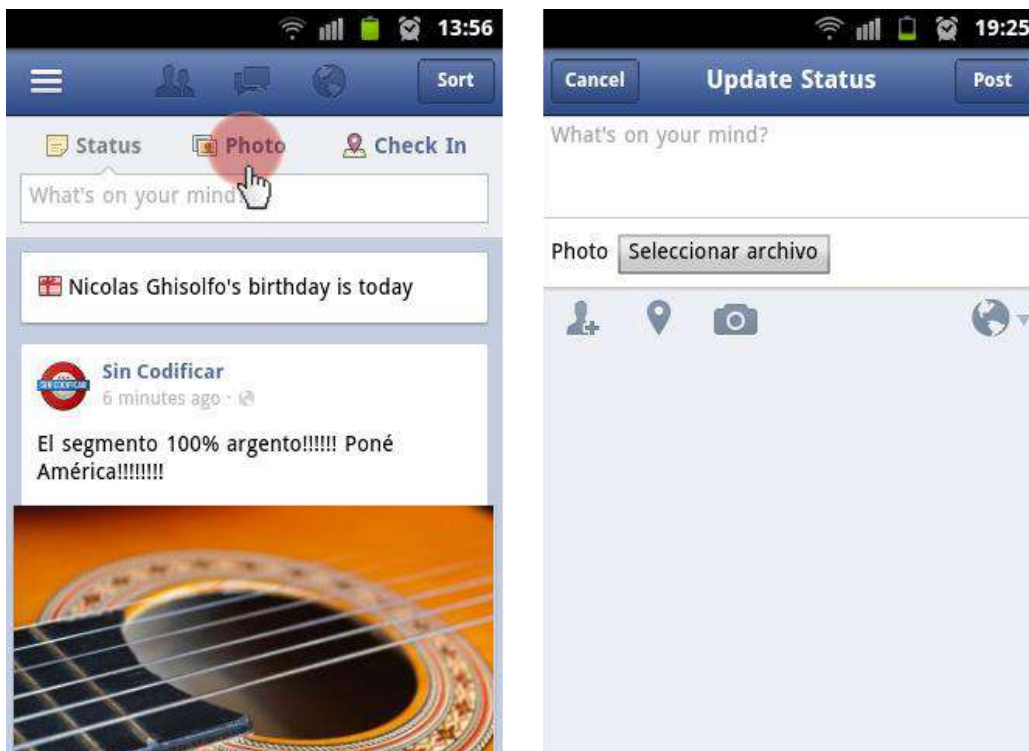 13:56
Sort
Status Photo Check In
What's on your mind?
Nicolas Ghisolfo's birthday is today
Sin Codificar
SIN CODIFICAR
6 minutes ago ·
El segmento 100% argento!!!!!! Poné
América!!!!!!!!
19:25
Cancel Update Status Post
What's on your mind?
Photo Seleccionar archivo